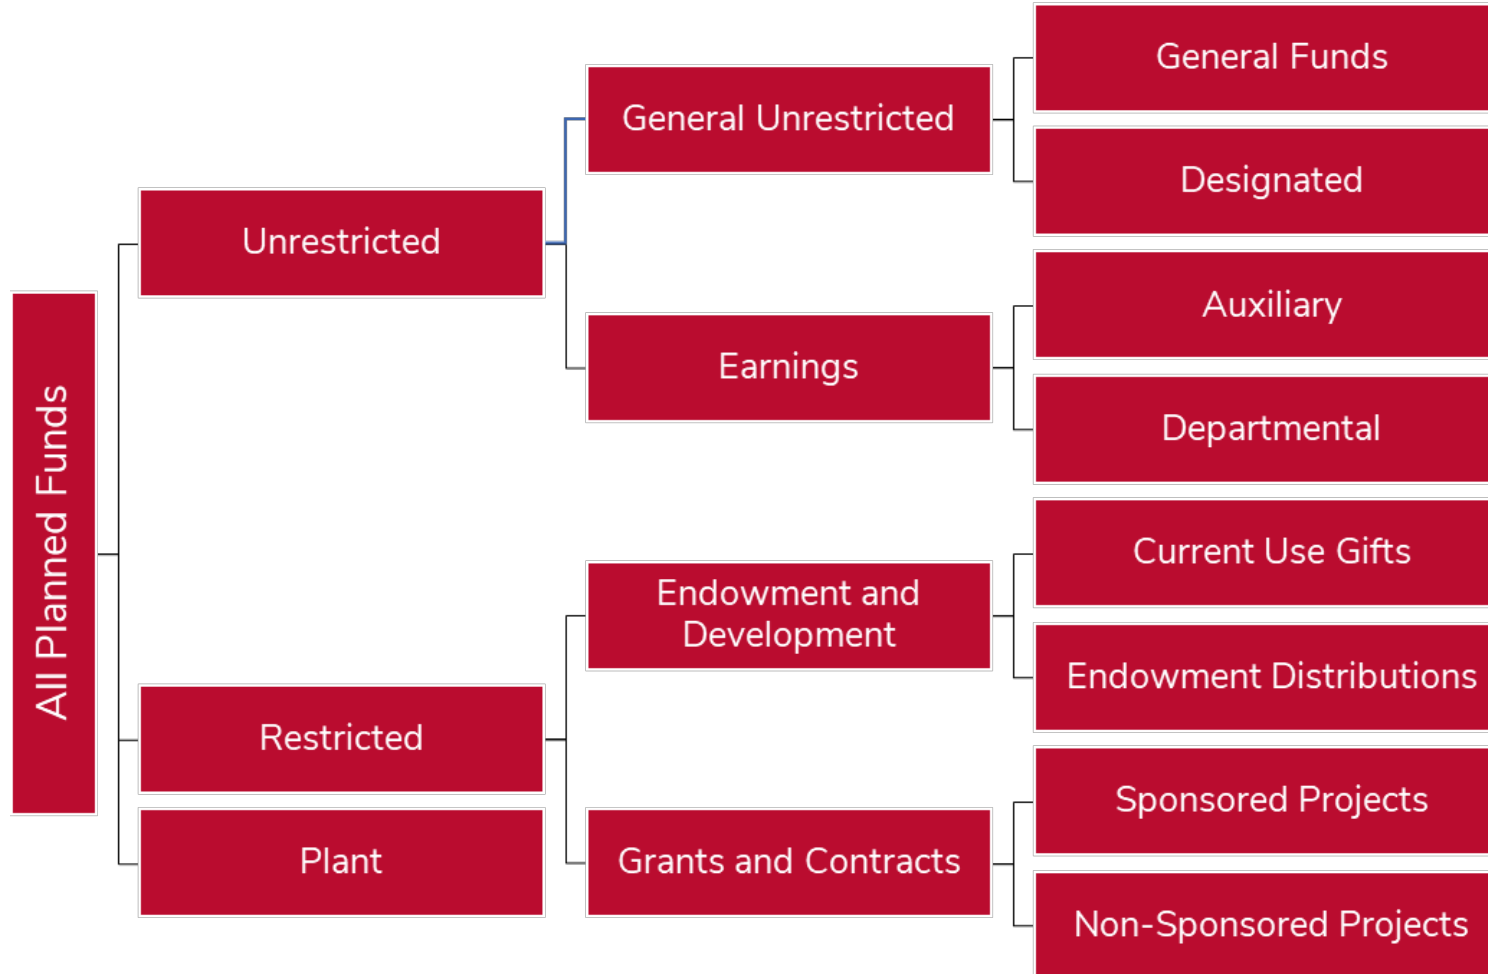 All Planned Funds
Unrestricted
General Unrestricted
General Funds
Designated
Earnings
Auxiliary
Departmental
Restricted
Endowment and
Development
Current Use Gifts
Endowment Distributions
Grants and Contracts
Sponsored Projects
Non-Sponsored Projects
Plant